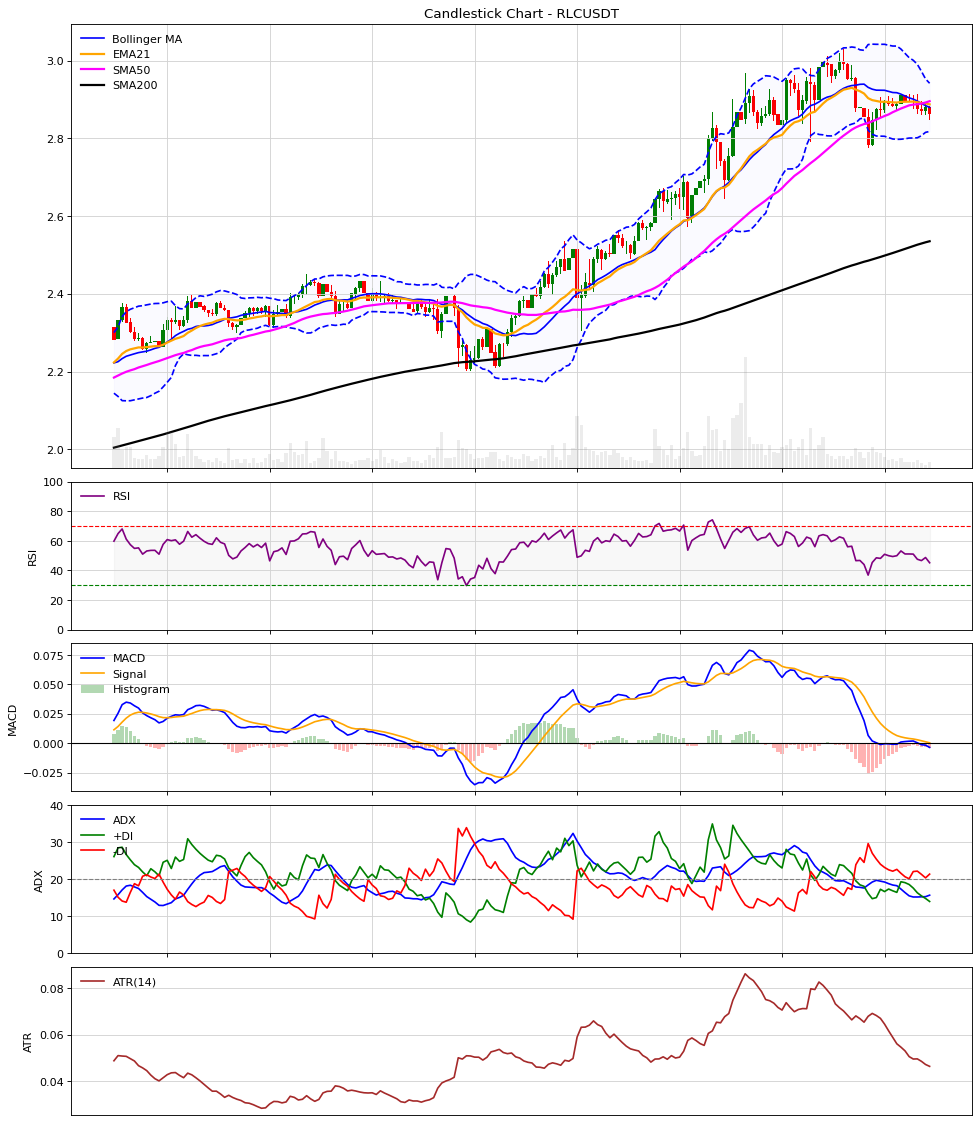 Candlestick Chart - RLCUSDT
Bollinger MA
EMA21
SMA50
SMA200
3.0
2.8
2.6
2.4
2.2
2.0
RSI
100
80
60
40
20
0
RSI
MACD
Signal
Histogram
0.075
0.050
0.025
0.000
−0.025
MACD
ADX
+DI
-DI
40
30
20
10
0
ADX
ATR(14)
0.08
0.06
0.04
ATR